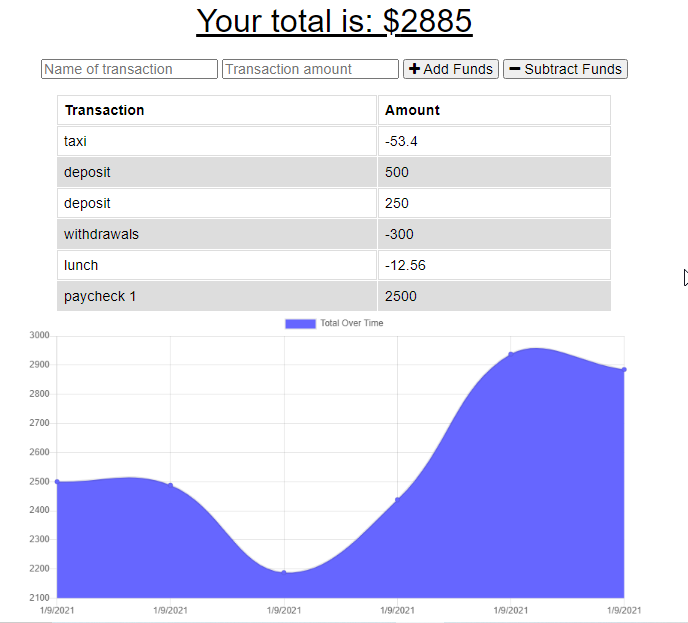 Your total is: $2885
Name of transaction Transaction amount + Add Funds − Subtract Funds
Transaction Amount
taxi -53.4
deposit 500
deposit 250
withdrawals -300
lunch -12.56
paycheck 1 2500
Total Over Time
3000
2900
2800
2700
2600
2500
2400
2300
2200
2100
1/9/2021 1/9/2021 1/9/2021 1/9/2021 1/9/2021 1/9/2021